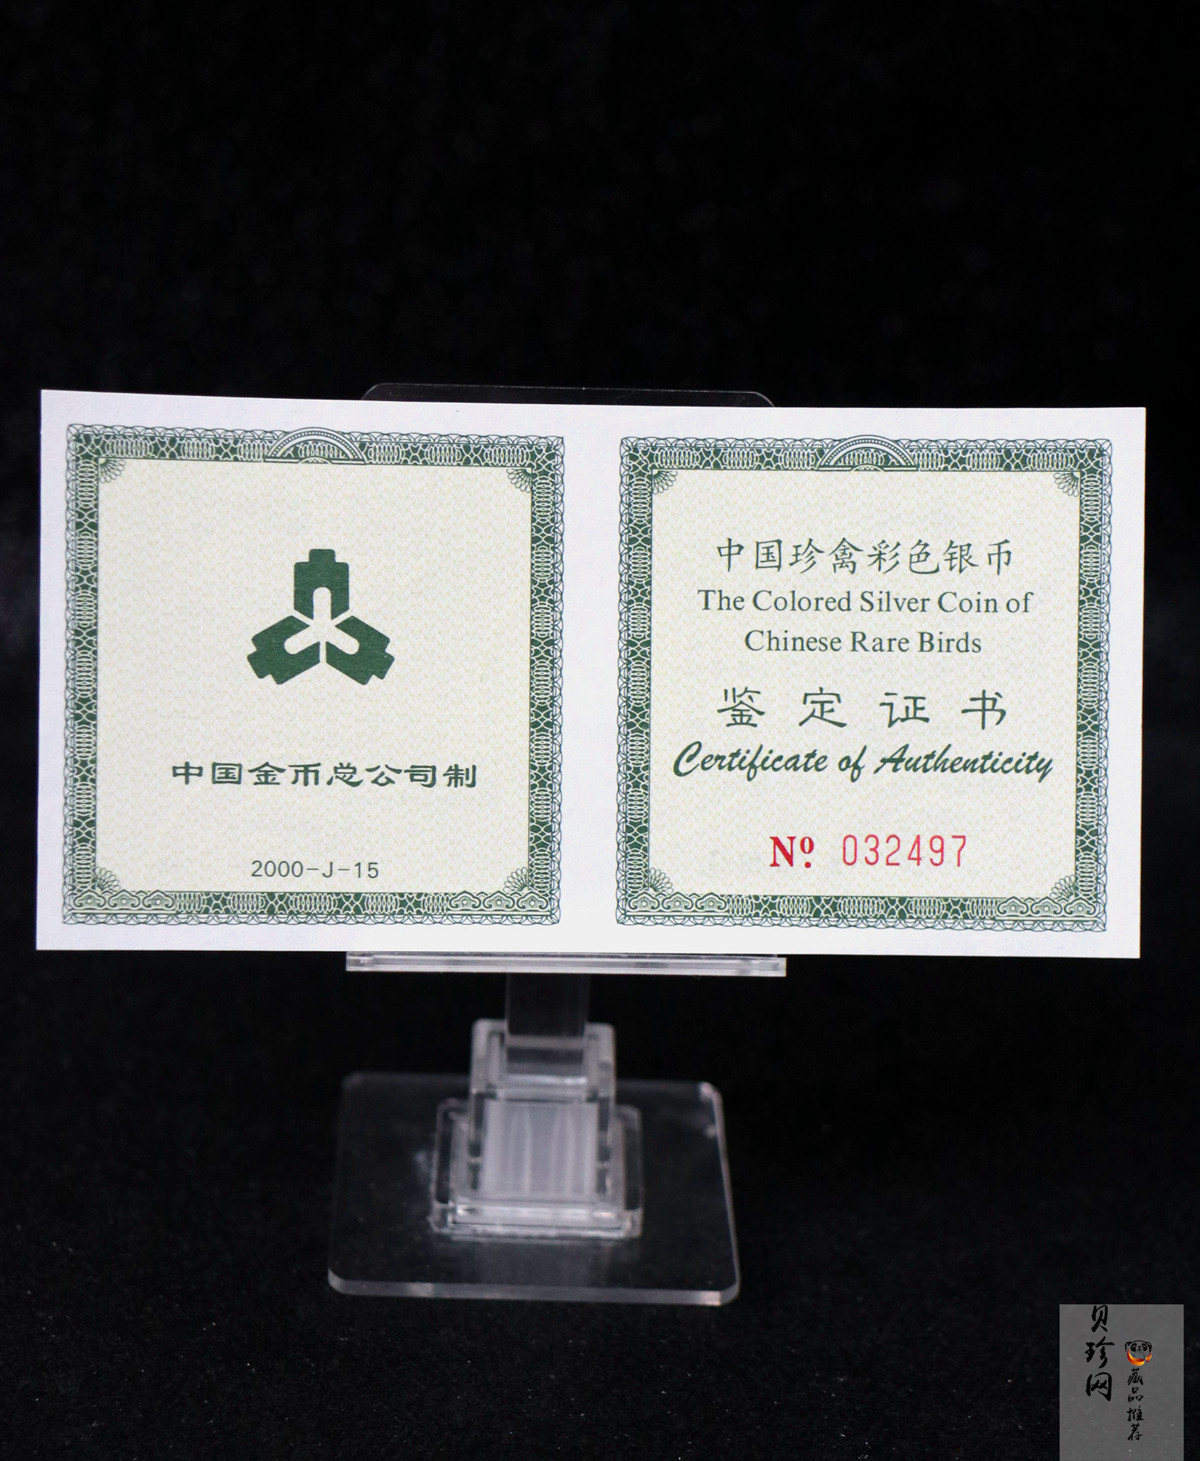 中国金币总公司制
2000-J-15
中国珍禽彩色银币
The Colored Silver Coin of
Chinese Rare Birds
鉴定证书
Certificate of Authenticity
Nº 032497
贝珍网
藏品推荐